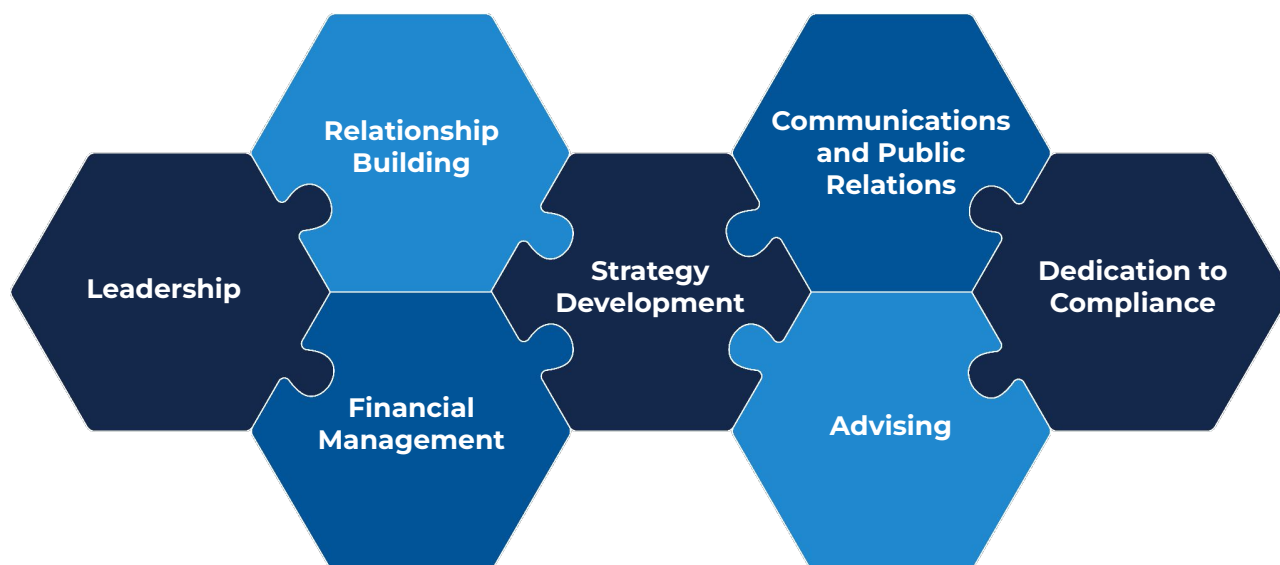 Relationship
Building
Communications
and Public
Relations
Leadership
Strategy
Development
Dedication to
Compliance
Financial
Management
Advising